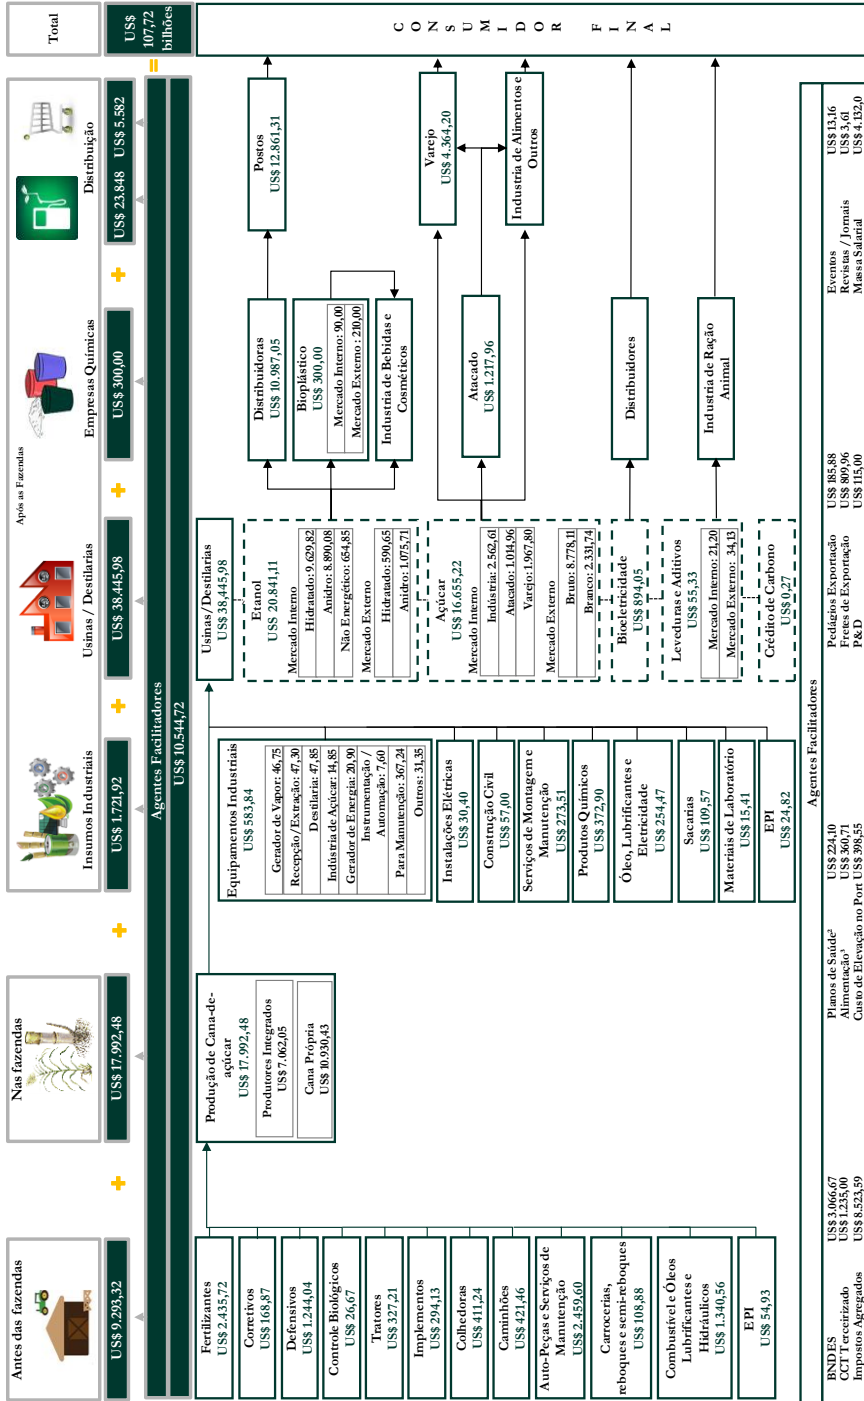 Antes das fazendas
US$ 9.293,32
Nas fazendas
US$ 17.992,48
Após as Fazendas
Insumos Industriais
US$ 1.721,92
Usinas / Destilarias
US$ 38.445,98
Empresas Químicas
US$ 300,00
Distribuição
US$ 23.848
US$ 5.582
Total
US$
107,72
bilhões
+
+
+
+
+
=
Agentes Facilitadores
US$ 10.544,72
Fertilizantes
US$ 2.435,72
Corretivos
US$ 168,87
Defensivos
US$ 1.244,04
Controle Biológicos
US$ 26,67
Tratores
US$ 327,21
Implementos
US$ 294,13
Colhedoras
US$ 411,24
Caminhões
US$ 421,46
Auto-Peças e Serviços de
Manutenção
US$ 2.459,60
Carrocerias,
reboques e semi-reboques
US$ 108,88
Combustível e Óleos
Lubrificantes e
Hidráulicos
US$ 1.340,56
EPI
US$ 54,93
Produção de Cana-de-
açúcar
US$ 17.992,48
Produtores Integrados
US$ 7.062,05
Cana Própria
US$ 10.930,43
Equipamentos Industriais
US$ 583,84
Gerador de Vapor: 46,75
Recepção / Extração: 47,30
Destilaria: 47,85
Indústria de Açúcar: 14,85
Gerador de Energia: 20,90
Instrumentação /
Automação: 7,60
Para Manutenção: 367,24
Outros: 31,35
Instalações Elétricas
US$ 30,40
Construção Civil
US$ 57,00
Serviços de Montagem e
Manutenção
US$ 273,51
Produtos Químicos
US$ 372,90
Óleo, Lubrificantes e
Eletricidade
US$ 254,47
Sacarias
US$ 109,57
Materiais de Laboratório
US$ 15,41
EPI
US$ 24,82
Usinas / Destilarias
US$ 38.445,98
Etanol
US$ 20.841,11
Mercado Interno
Hidratado: 9.629,82
Anidro: 8.890,08
Não Energético: 654,85
Mercado Externo
Hidratado: 590,65
Anidro: 1.075,71
Açúcar
US$ 16.655,22
Mercado Interno
Indústria: 2.562,61
Atacado: 1.014,96
Varejo: 1.967,80
Mercado Externo
Bruto: 8.778,11
Branco: 2.331,74
Bioeletricidade
US$ 894,05
Leveduras e Aditivos
US$ 55,33
Mercado Interno: 21,20
Mercado Externo: 34,13
Crédito de Carbono
US$ 0,27
Distribuidoras
US$ 10.987,05
Bioplástico
US$ 300,00
Mercado Interno: 90,00
Mercado Externo : 210,00
Industria de Bebidas e
Cosméticos
Atacado
US$ 1.217,96
Distribuidores
Industria de Ração
Animal
Postos
US$ 12.861,31
Varejo
US$ 4.364,20
Industria de Alimentos e
Outros
CONSUMIDOR FINAL
Agentes Facilitadores
BNDES US$ 3.066,67
CCT Terceirizado US$ 1.235,00
Impostos Agregados US$ 8.523,59
Planos de Saúde² US$ 224,10
Alimentação³ US$ 360,71
Custo de Elevação no Port US$ 398,55
Pedágios Exportação US$ 185,88
Fretes de Exportação US$ 809,96
P&D US$ 115,00
Eventos US$ 13,16
Revistas / Jornais US$ 3,61
Massa Salarial US$ 4.132,0